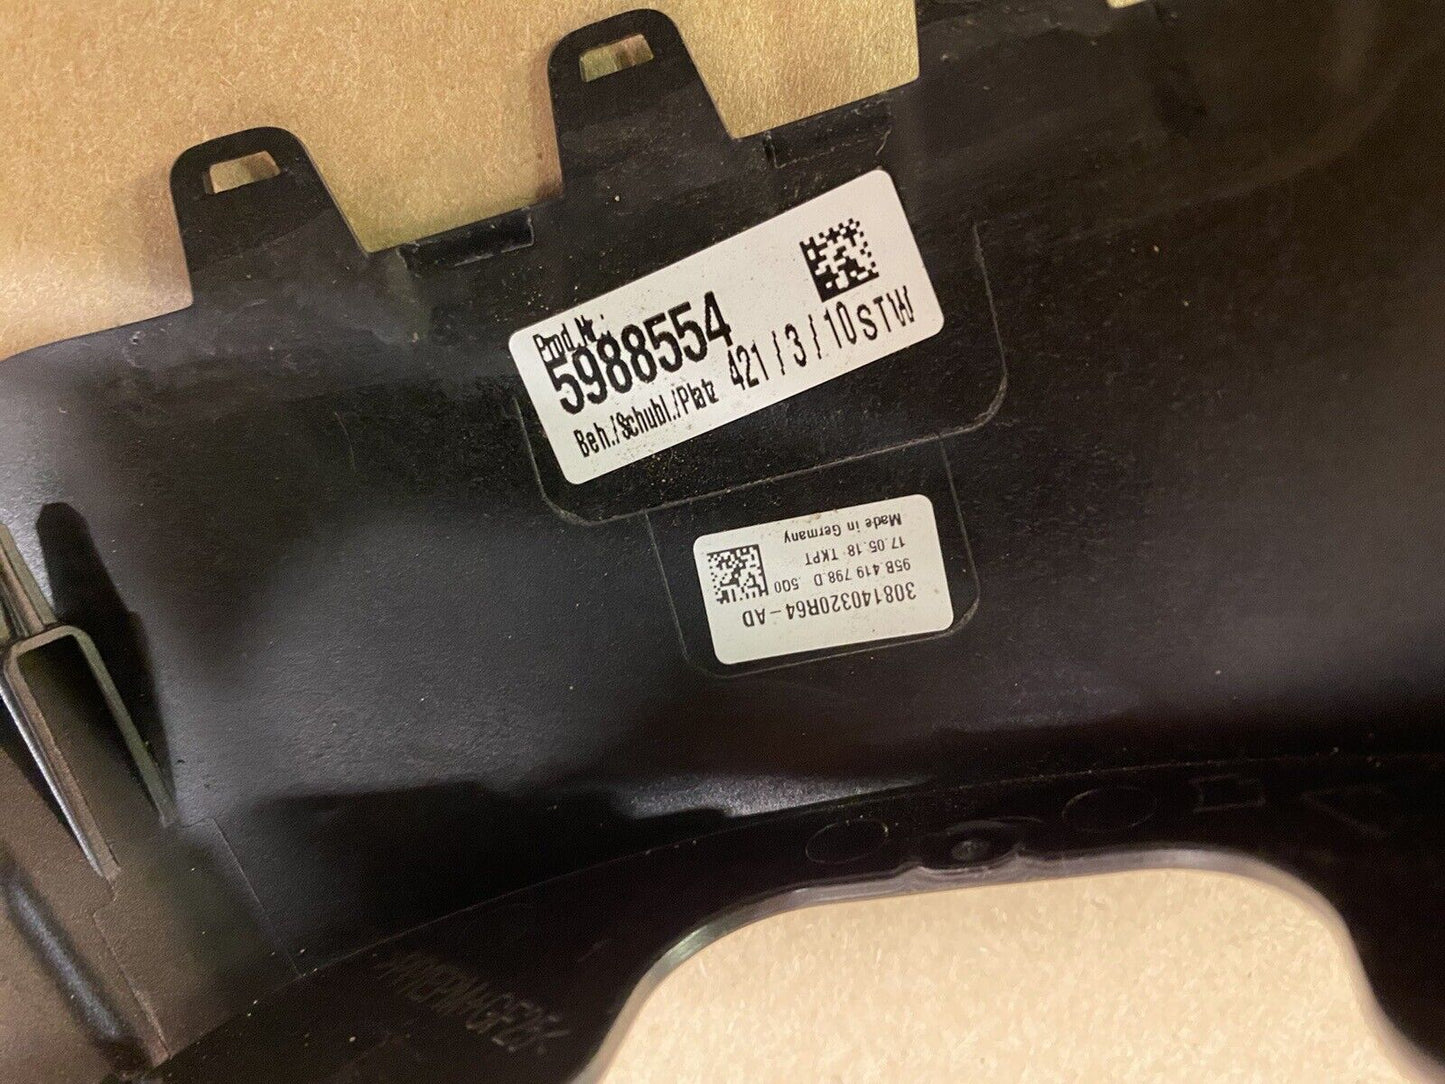 Prod.Nr.:
5988554
Beh./Schubl./Platz 421/3/10STW
308140320R64-AD
95B.419.798.D .5Q0
17.05.18 TKPT
Made in Germany